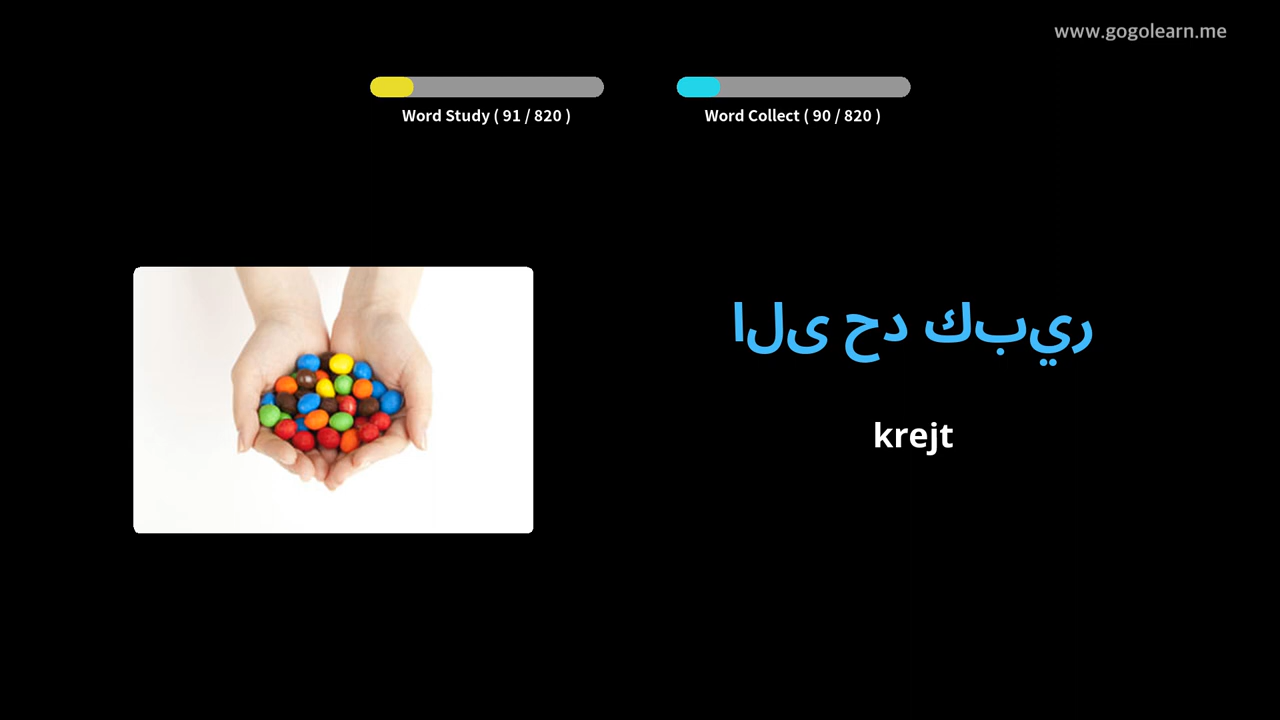 www.gogolearn.me
Word Study ( 91 / 820 )
Word Collect ( 90 / 820 )
الى حد كبير
krejt